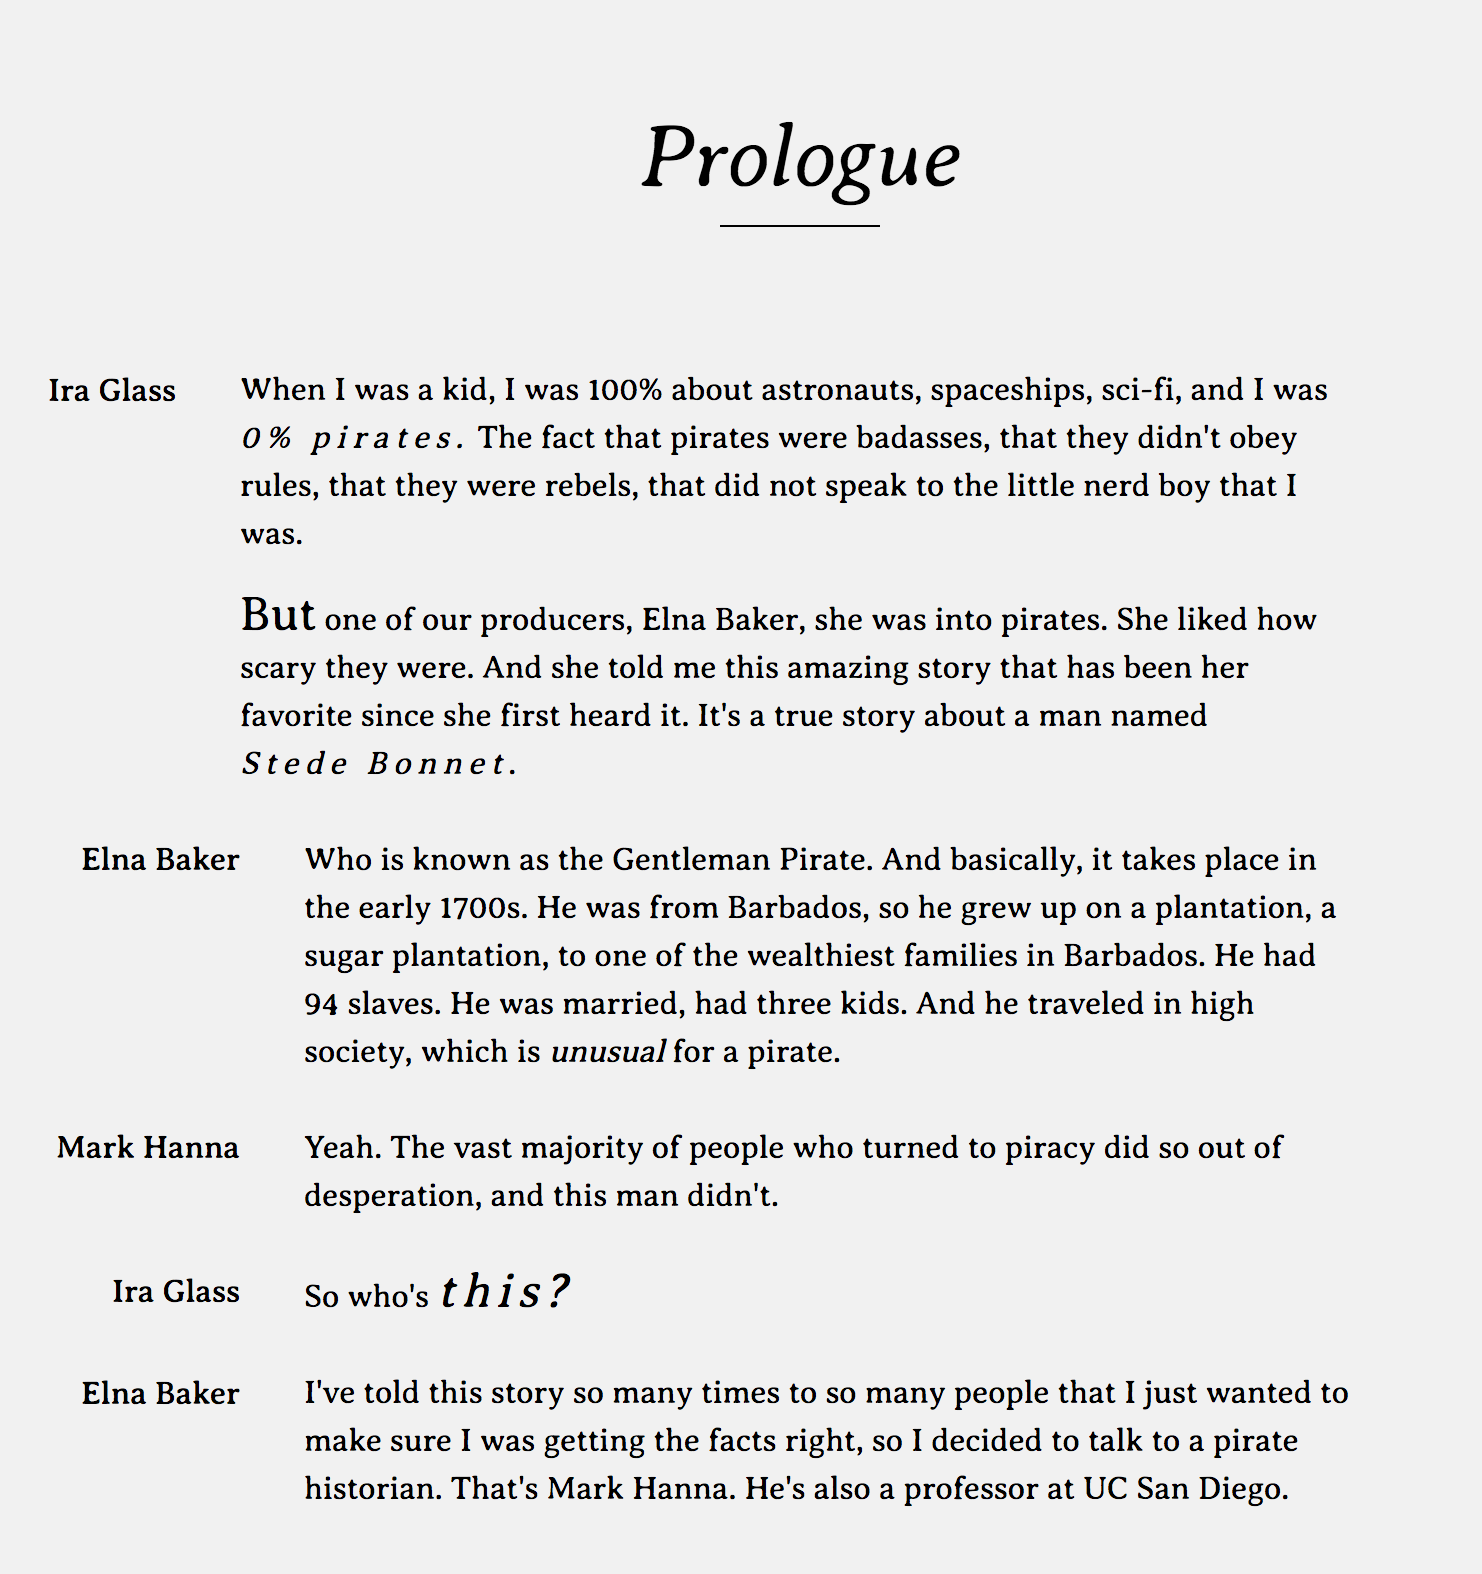 Prologue
Ira Glass When I was a kid, I was 100% about astronauts, spaceships, sci-fi, and I was
0% pirates. The fact that pirates were badasses, that they didn't obey
rules, that they were rebels, that did not speak to the little nerd boy that I
was.
But one of our producers, Elna Baker, she was into pirates. She liked how
scary they were. And she told me this amazing story that has been her
favorite since she first heard it. It's a true story about a man named
Stede Bonnet.
Elna Baker Who is known as the Gentleman Pirate. And basically, it takes place in
the early 1700s. He was from Barbados, so he grew up on a plantation, a
sugar plantation, to one of the wealthiest families in Barbados. He had
94 slaves. He was married, had three kids. And he traveled in high
society, which is unusual for a pirate.
Mark Hanna Yeah. The vast majority of people who turned to piracy did so out of
desperation, and this man didn't.
Ira Glass So who's this?
Elna Baker I've told this story so many times to so many people that I just wanted to
make sure I was getting the facts right, so I decided to talk to a pirate
historian. That's Mark Hanna. He's also a professor at UC San Diego.